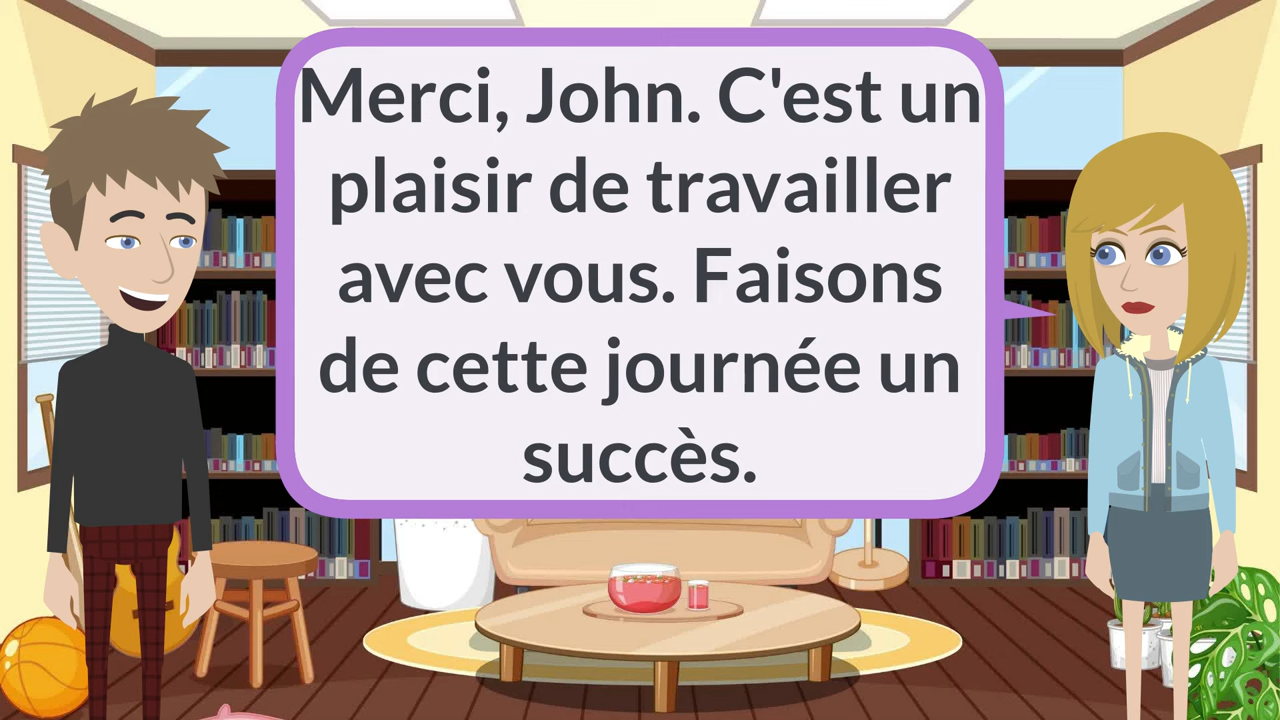 Merci, John. C'est un
plaisir de travailler
avec vous. Faisons
de cette journée un
succès.